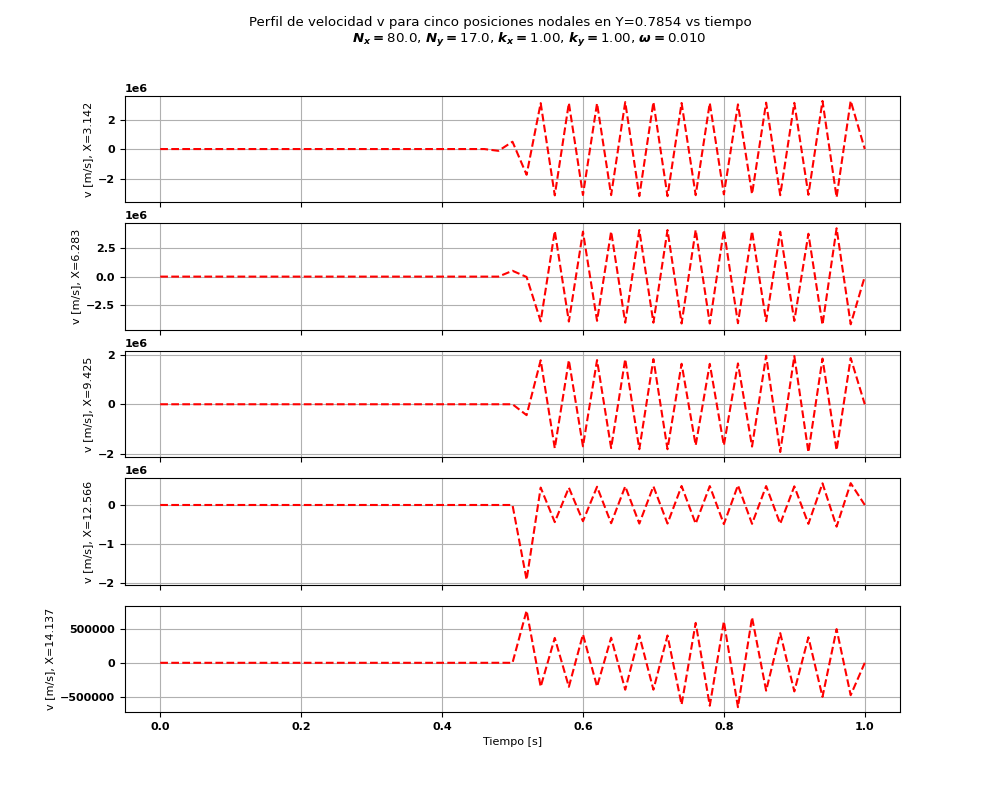 Perfil de velocidad v para cinco posiciones nodales en Y=0.7854 vs tiempo
N_x = 80.0, N_y = 17.0, k_x = 1.00, k_y = 1.00, ω = 0.010
1e6
v [m/s], X=3.142
2
0
−2
1e6
v [m/s], X=6.283
2.5
0.0
−2.5
1e6
v [m/s], X=9.425
2
0
−2
1e6
v [m/s], X=12.566
0
−1
−2
v [m/s], X=14.137
500000
0
−500000
0.0 0.2 0.4 0.6 0.8 1.0
Tiempo [s]